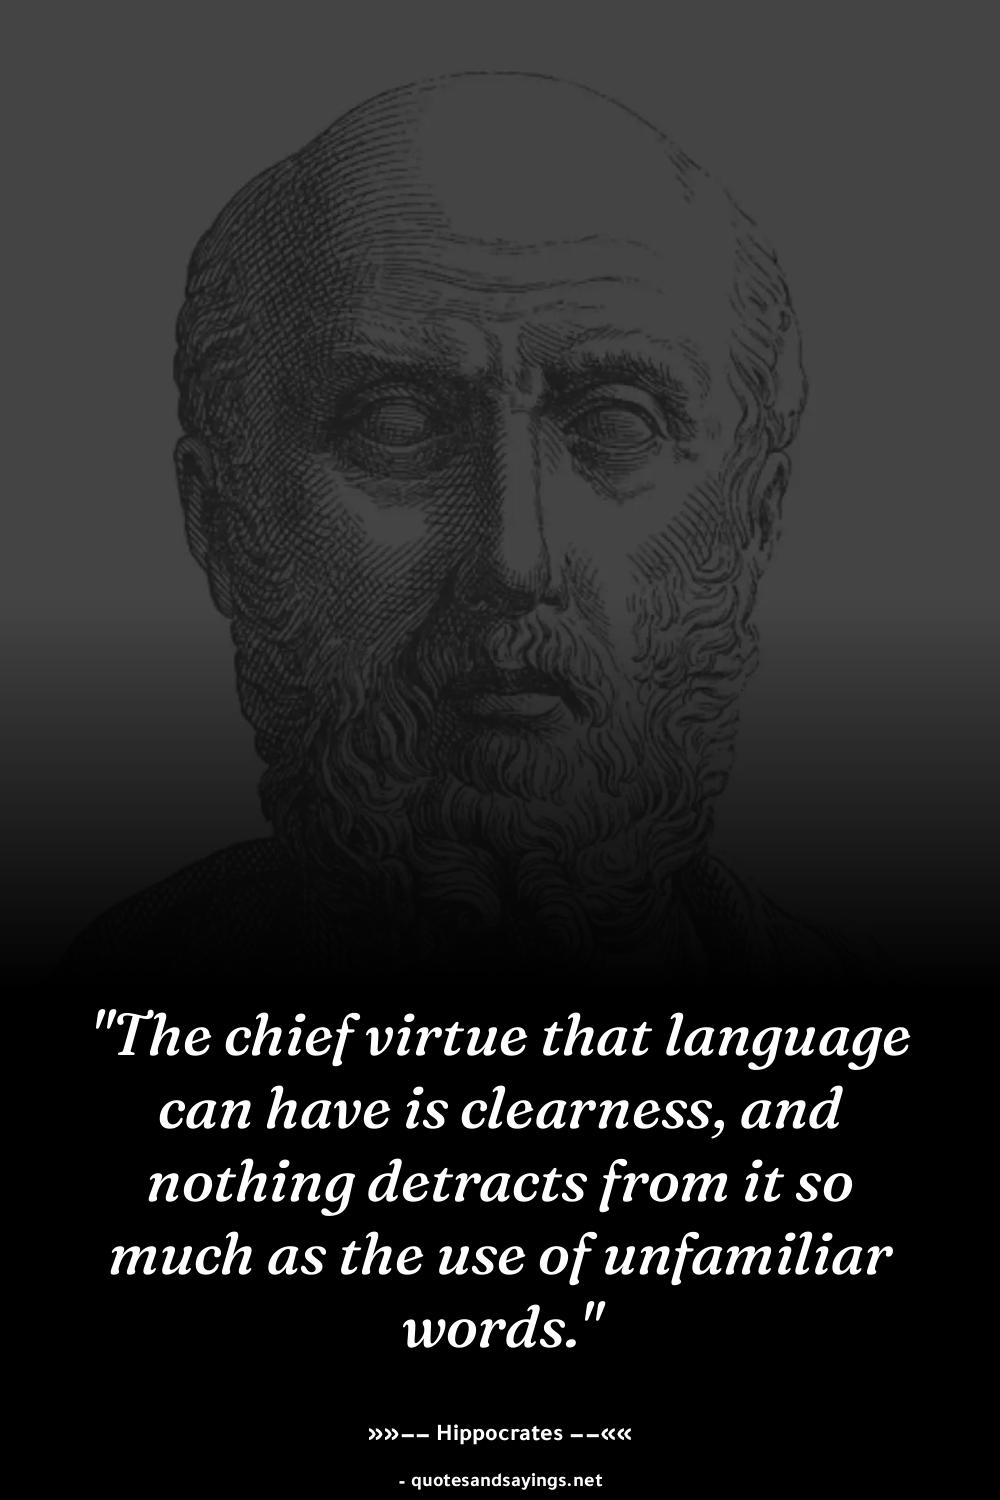 "The chief virtue that language
can have is clearness, and
nothing detracts from it so
much as the use of unfamiliar
words."
»»−− Hippocrates −−««
- quotesandsayings.net